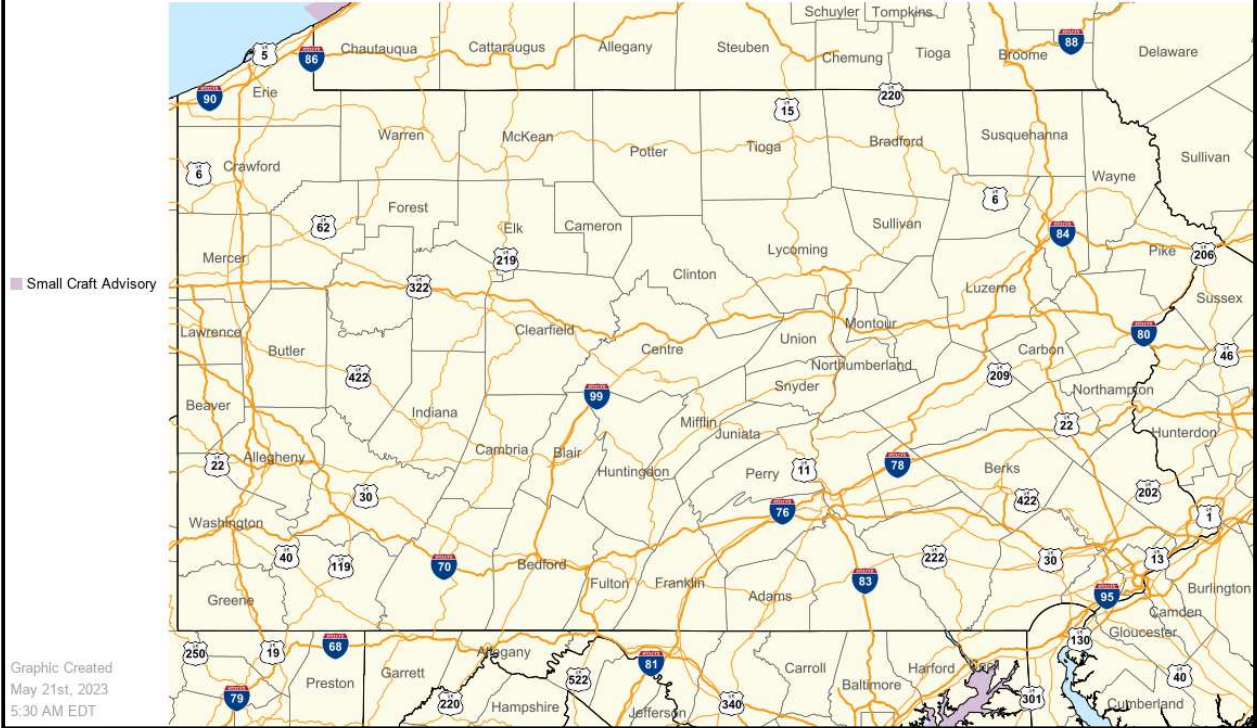 Schuyler Tompkins
5
86
Chautauqua
Cattaraugus
Allegany
Steuben
Chemung
Tioga
Broome
88
Delaware
90
Erie
15
220
Warren
McKean
Potter
Tioga
Bradford
Susquehanna
6
Crawford
Wayne
Sullivan
Forest
6
62
Elk
Cameron
Sullivan
84
Mercer
219
Lycoming
Pike
206
Small Craft Advisory
322
Clinton
Luzerne
Sussex
Lawrence
Clearfield
Montour
80
Butler
Centre
Union
Carbon
46
422
Northumberland
209
99
Snyder
Northampton
Beaver
Indiana
Mifflin
Juniata
22
Hunterdon
22
Allegheny
Cambria
Blair
Huntingdon
Perry
11
78
Berks
30
422
202
Washington
76
1
40
119
70
Bedford
Fulton
Franklin
Adams
83
222
30
13
95
Burlington
Greene
Camden
Gloucester
250
19
68
Allegany
81
130
Graphic Created
May 21st, 2023
5:30 AM EDT
Preston
Garrett
522
Carroll
Harford
40
79
220
Hampshire
Jefferson
340
Baltimore
301
Cumberland